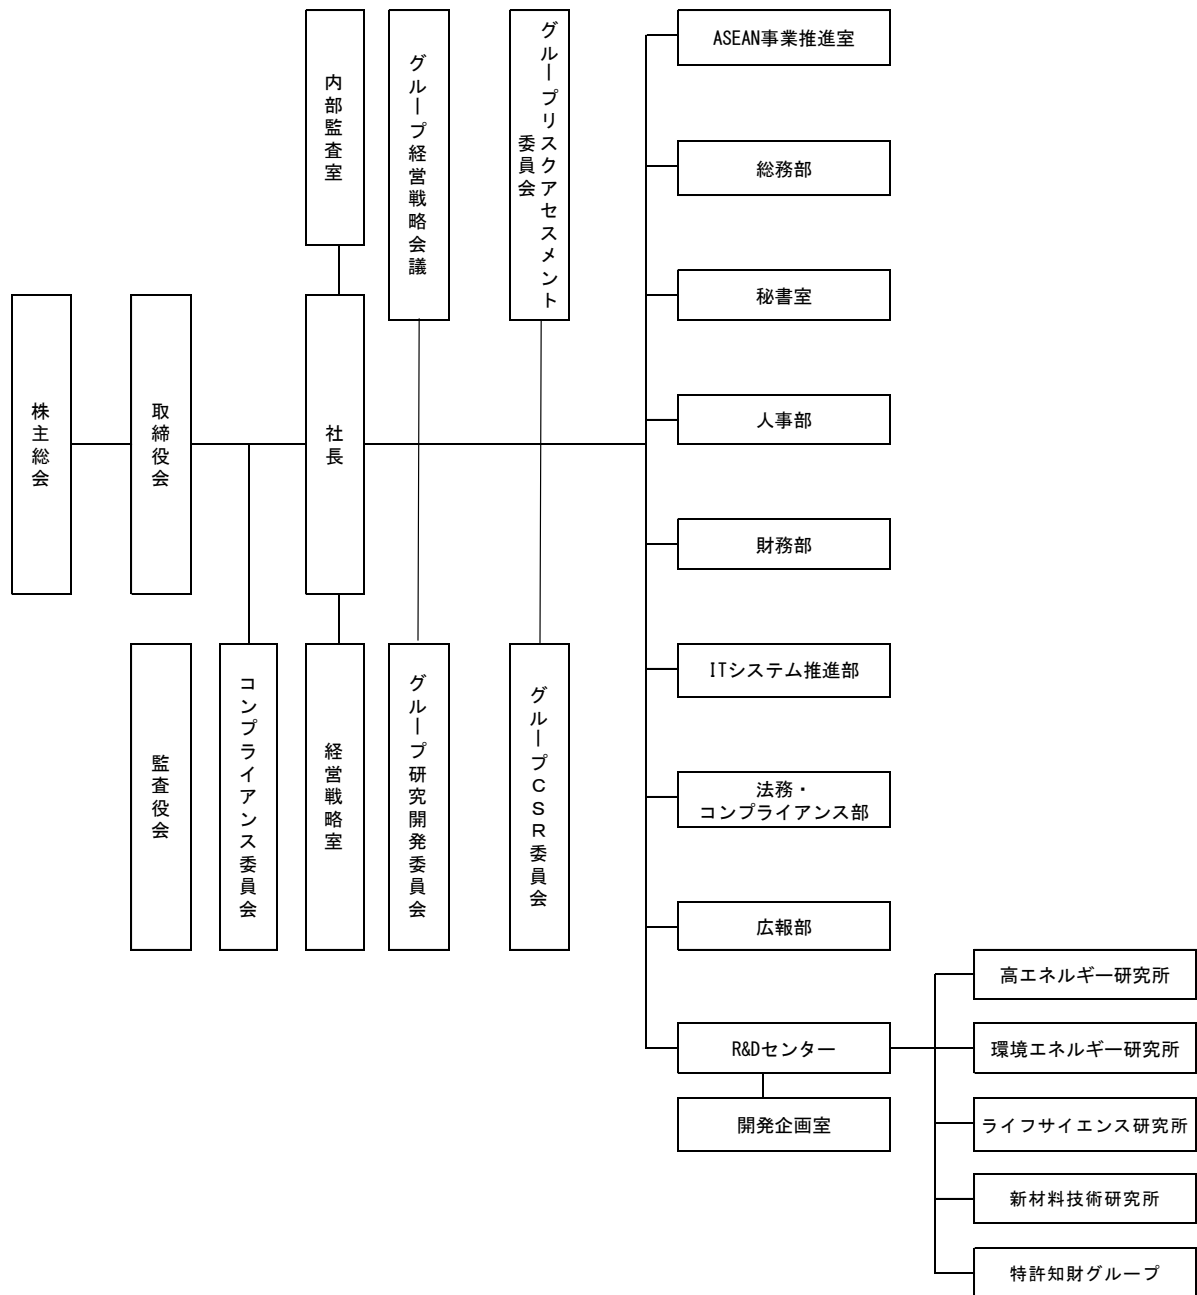 株主総会
取締役会
監査役会
コンプライアンス委員会
内部監査室
社長
経営戦略室
グループ経営戦略会議
グループ研究開発委員会
グループリスクアセスメント
委員会
グループCSR委員会
ASEAN事業推進室
総務部
秘書室
人事部
財務部
ITシステム推進部
法務・
コンプライアンス部
広報部
R&Dセンター
開発企画室
高エネルギー研究所
環境エネルギー研究所
ライフサイエンス研究所
新材料技術研究所
特許知財グループ